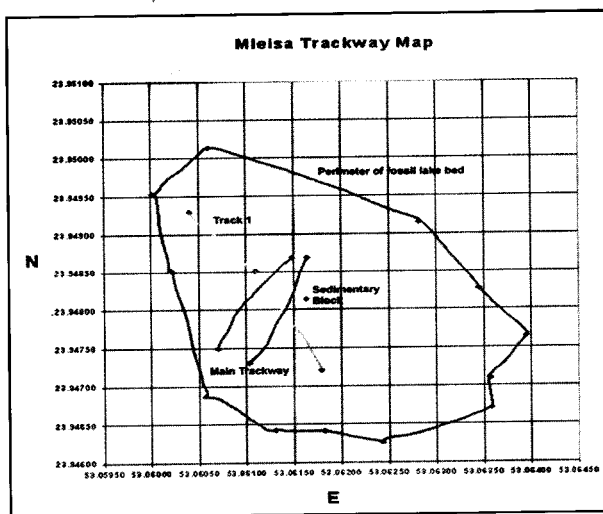 Mleisa Trackway Map
23.95100
23.95050
23.95000
Perimeter of fossil lake bed
23.94950
Track 1
23.94900
N
23.94850
Sedimentary
Block
23.94800
23.94750
Main Trackway
23.94700
23.94650
23.94600
53.05950 53.06000 53.06050 53.06100 53.06150 53.06200 53.06250 53.06300 53.06350 53.06400 53.06450
E